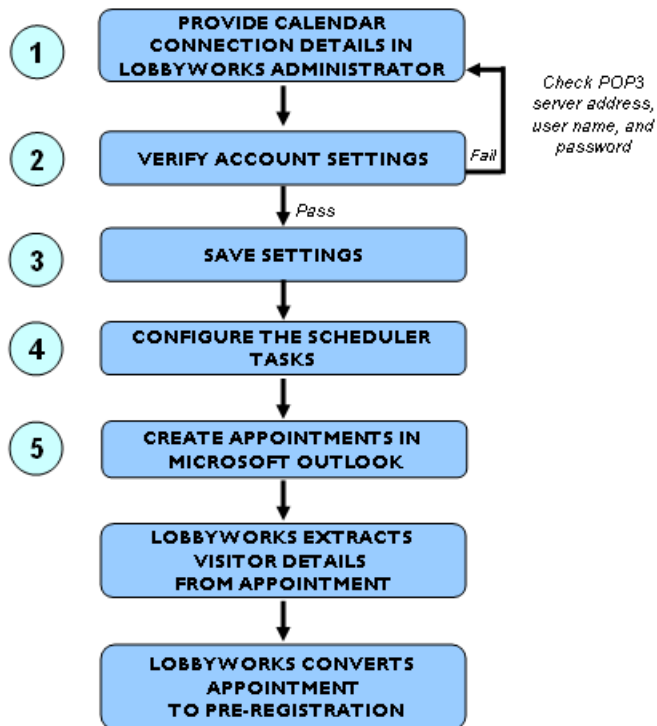 1
PROVIDE CALENDAR
CONNECTION DETAILS IN
LOBBYWORKS ADMINISTRATOR
Check POP3
server address,
user name, and
password
2
VERIFY ACCOUNT SETTINGS
Fail
Pass
3
SAVE SETTINGS
4
CONFIGURE THE SCHEDULER
TASKS
5
CREATE APPOINTMENTS IN
MICROSOFT OUTLOOK
LOBBYWORKS EXTRACTS
VISITOR DETAILS
FROM APPOINTMENT
LOBBYWORKS CONVERTS
APPOINTMENT
TO PRE-REGISTRATION